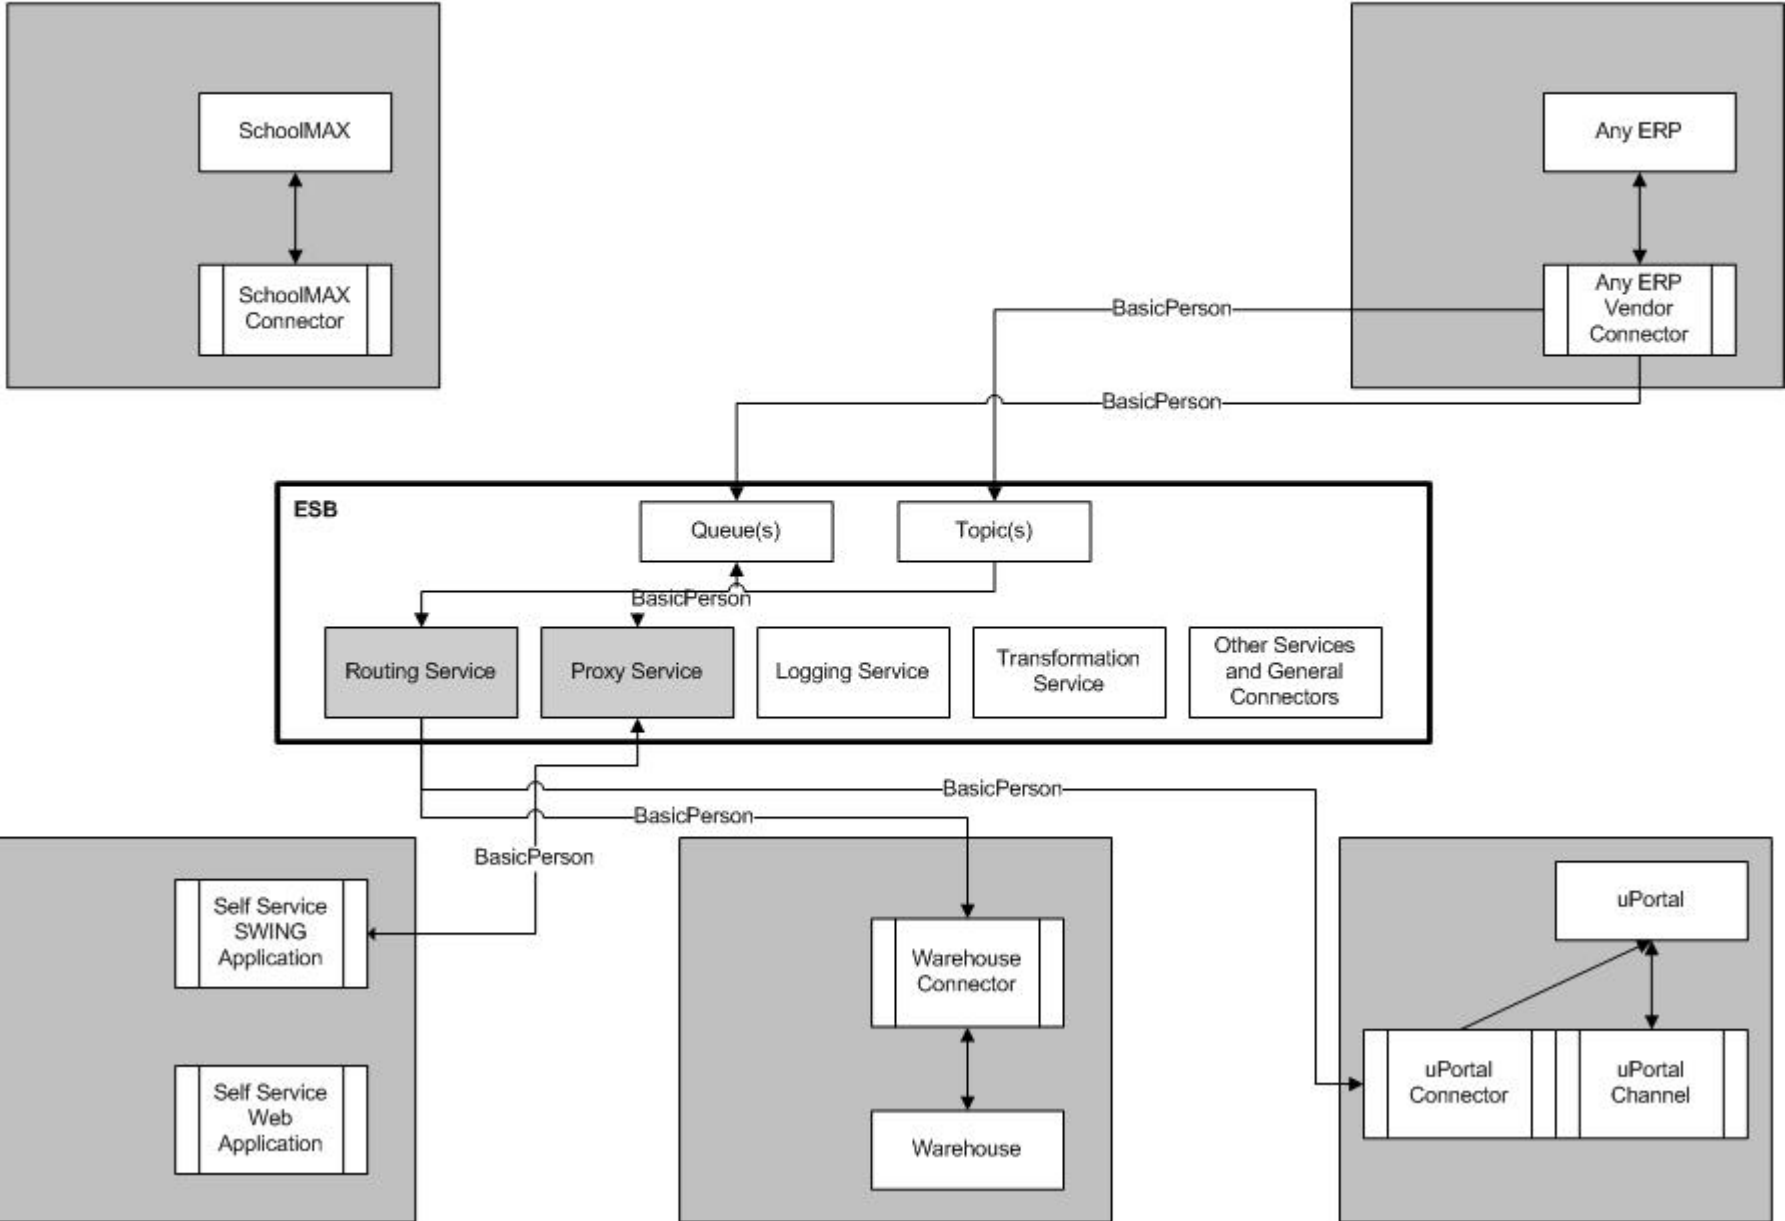 SchoolMAX
Any ERP
SchoolMAX
Connector
Any ERP
Vendor
Connector
BasicPerson
BasicPerson
ESB
Queue(s)
Topic(s)
BasicPerson
Routing Service
Proxy Service
Logging Service
Transformation
Service
Other Services
and General
Connectors
BasicPerson
BasicPerson
BasicPerson
Self Service
SWING
Application
Warehouse
Connector
uPortal
Self Service
Web
Application
Warehouse
uPortal
Connector
uPortal
Channel